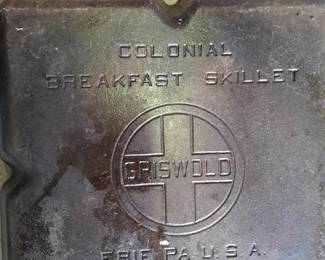 COLONIAL
BREAKFAST SKILLET
GRISWOLD
ERIE PA. U.S.A.